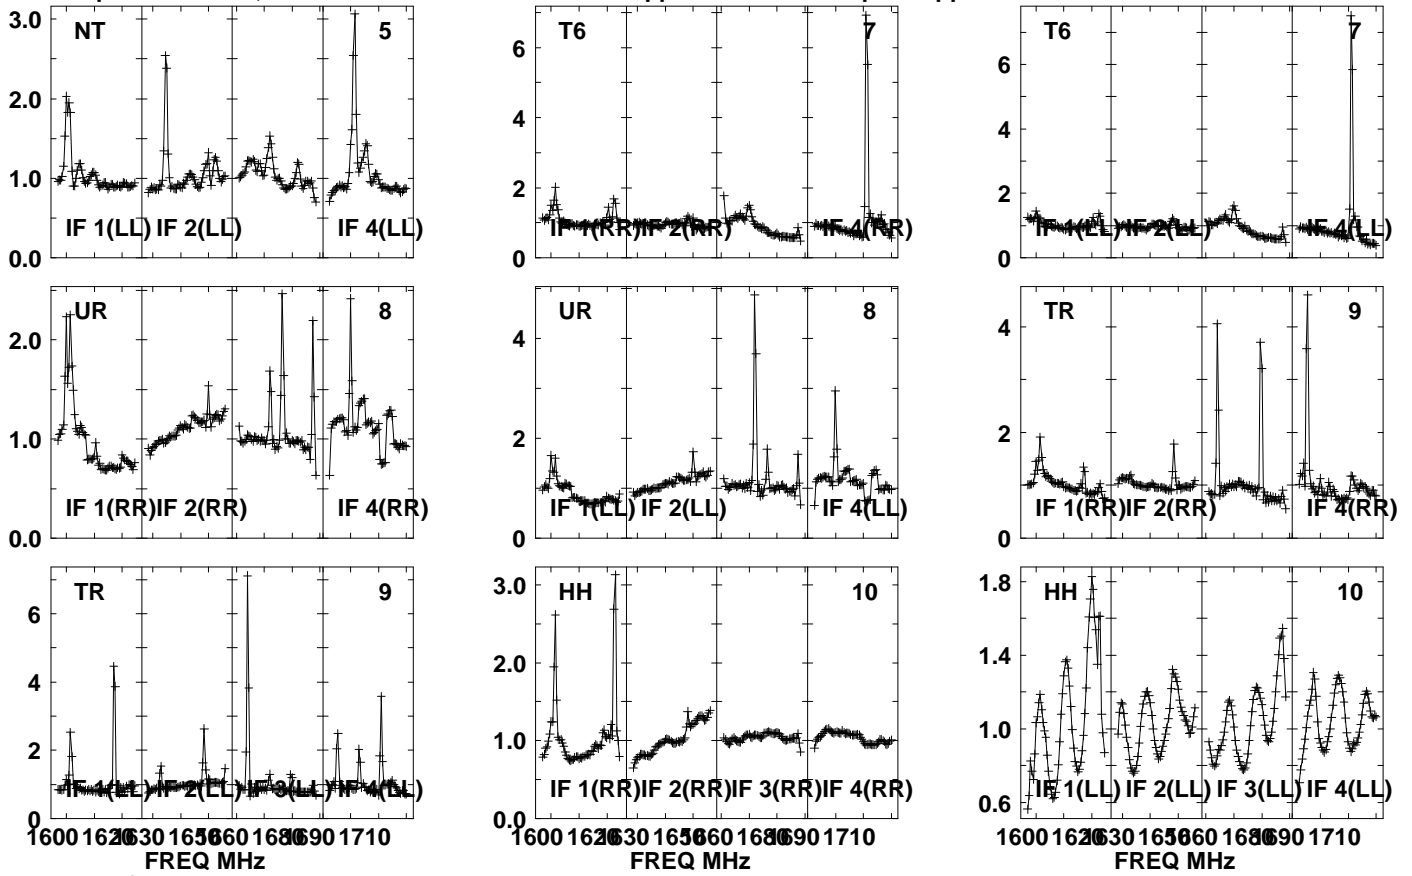 NT 5
3.0
2.0
1.0
0.0
IF 1(LL) IF 2(LL) IF 4(LL)
T6 7
6
4
2
0
IF 1(RR) IF 2(RR) IF 4(RR)
T6 7
6
4
2
0
IF 1(LL) IF 2(LL) IF 4(LL)
UR 8
2.0
1.0
0.0
IF 1(RR) IF 2(RR) IF 4(RR)
UR 8
4
2
0
IF 1(LL) IF 2(LL) IF 4(LL)
TR 9
4
2
0
IF 1(RR) IF 2(RR) IF 4(RR)
TR 9
6
4
2
0
IF 1(LL) IF 2(LL) IF 3(LL) IF 4(LL)
1600 1620 1630 1650 1660 1680 1690 1710
FREQ MHz
HH 10
3.0
2.0
1.0
0.0
IF 1(RR) IF 2(RR) IF 3(RR) IF 4(RR)
1600 1620 1630 1650 1660 1680 1690 1710
FREQ MHz
HH 10
1.8
1.4
1.0
0.6
IF 1(LL) IF 2(LL) IF 3(LL) IF 4(LL)
1600 1620 1630 1650 1660 1680 1690 1710
FREQ MHz